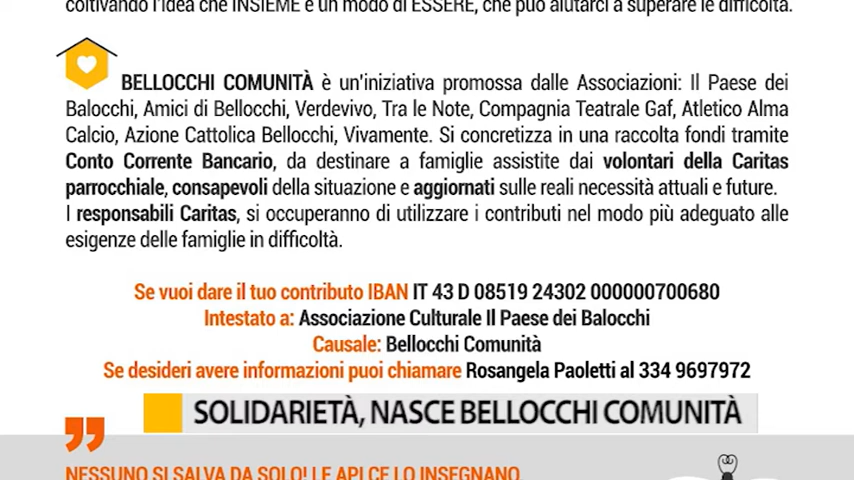 coltivando l'idea che INSIEME è un modo di ESSERE, che può aiutarci a superare le difficoltà.
BELLOCCHI COMUNITÀ è un'iniziativa promossa dalle Associazioni: Il Paese dei
Balocchi, Amici di Bellocchi, Verdevivo, Tra le Note, Compagnia Teatrale Gaf, Atletico Alma
Calcio, Azione Cattolica Bellocchi, Vivamente. Si concretizza in una raccolta fondi tramite
Conto Corrente Bancario, da destinare a famiglie assistite dai volontari della Caritas
parrocchiale, consapevoli della situazione e aggiornati sulle reali necessità attuali e future.
I responsabili Caritas, si occuperanno di utilizzare i contributi nel modo più adeguato alle
esigenze delle famiglie in difficoltà.
Se vuoi dare il tuo contributo IBAN IT 43 D 08519 24302 000000700680
Intestato a: Associazione Culturale Il Paese dei Balocchi
Causale: Bellocchi Comunità
Se desideri avere informazioni puoi chiamare Rosangela Paoletti al 334 9697972
SOLIDARIETÀ, NASCE BELLOCCHI COMUNITÀ
NESSUNO SI SALVA DA SOLO! LE API CE LO INSEGNANO